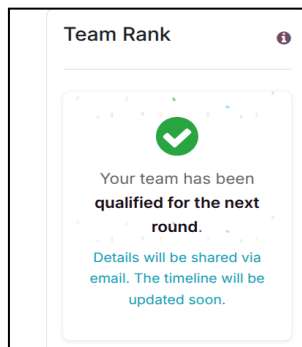 Team Rank
Your team has been
qualified for the next
round.
Details will be shared via
email. The timeline will be
updated soon.